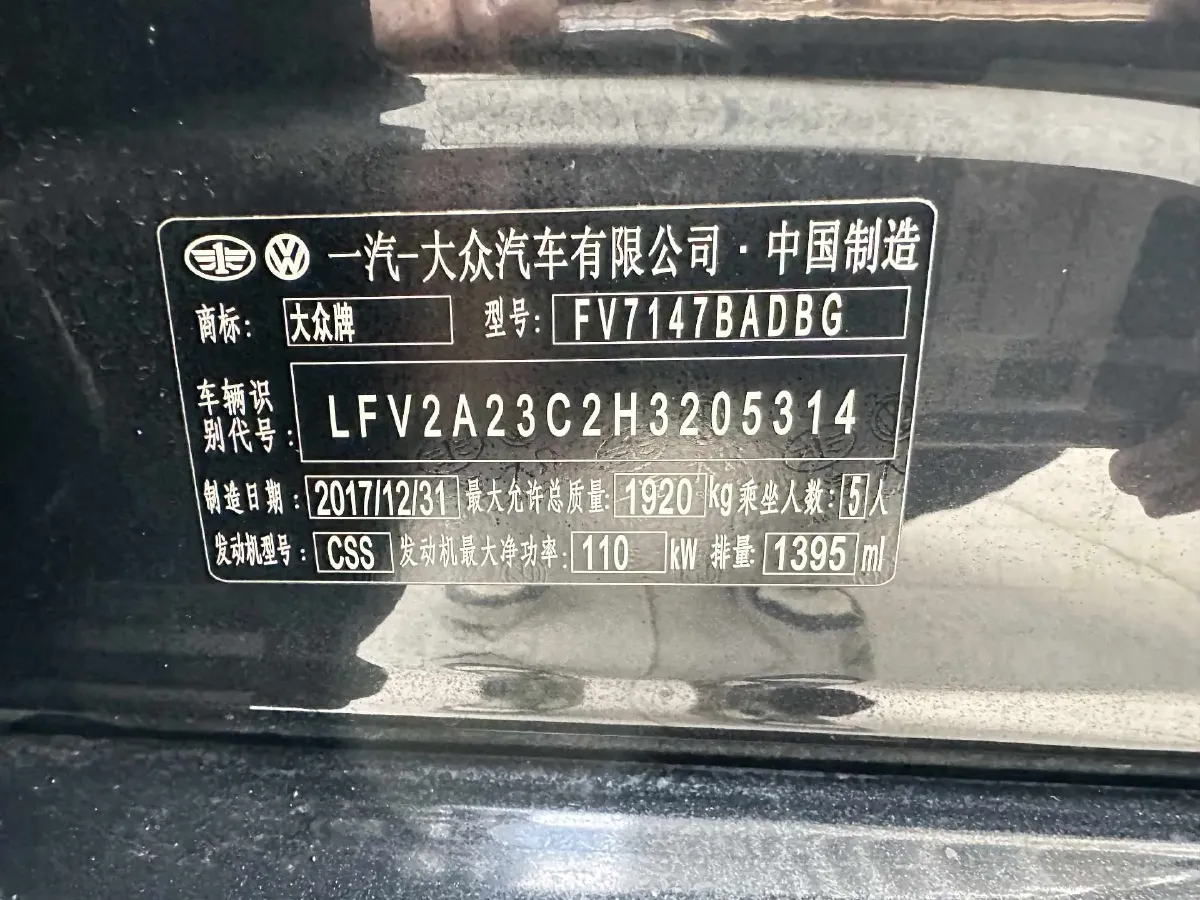 一汽-大众汽车有限公司·中国制造
商标: 大众牌 型号: FV7147BADBG
车辆识别代号: LFV2A23C2H3205314
制造日期: 2017/12/31 最大允许总质量: 1920 kg 乘坐人数: 5 人
发动机型号: CSS 发动机最大净功率: 110 kW 排量: 1395 ml